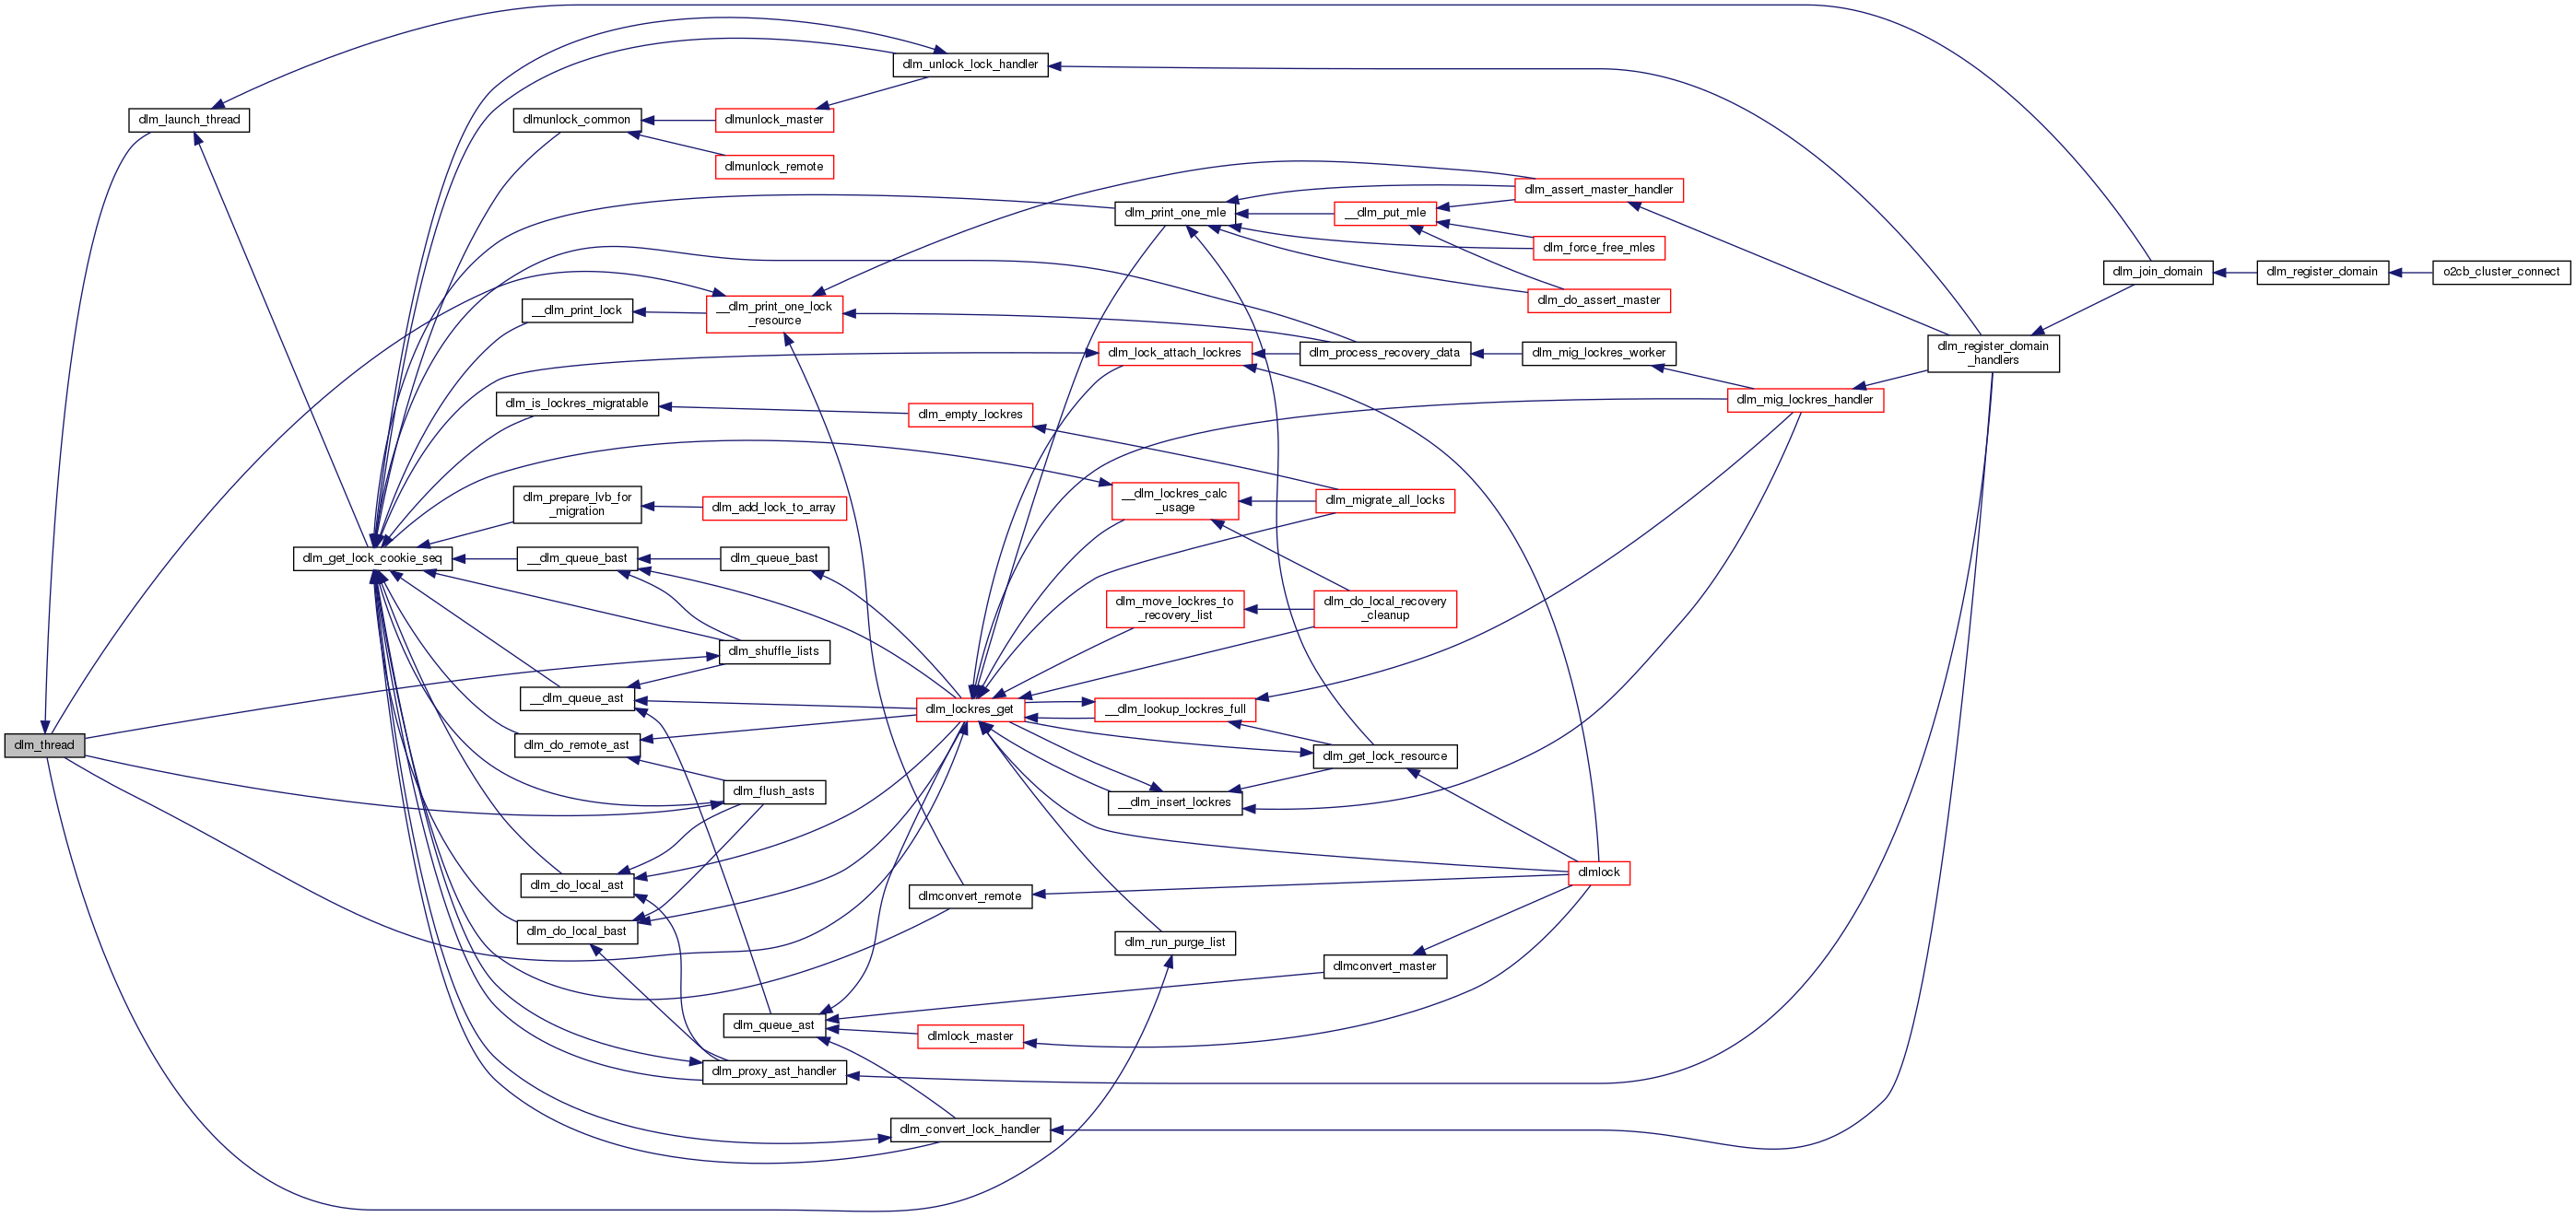 dlm_unlock_lock_handler
dlm_launch_thread
dlmunlock_common
dlmunlock_master
dlmunlock_remote
dlm_assert_master_handler
dlm_print_one_mle
__dlm_put_mle
dlm_force_free_mles
dlm_join_domain
dlm_register_domain
o2cb_cluster_connect
dlm_do_assert_master
__dlm_print_lock
__dlm_print_one_lock
_resource
dlm_lock_attach_lockres
dlm_process_recovery_data
dlm_mig_lockres_worker
dlm_register_domain
_handlers
dlm_is_lockres_migratable
dlm_empty_lockres
dlm_mig_lockres_handler
dlm_prepare_lvb_for
_migration
dlm_add_lock_to_array
__dlm_lockres_calc
_usage
dlm_migrate_all_locks
dlm_get_lock_cookie_seq
__dlm_queue_bast
dlm_queue_bast
dlm_move_lockres_to
_recovery_list
dlm_do_local_recovery
_cleanup
dlm_shuffle_lists
__dlm_queue_ast
dlm_lockres_get
__dlm_lookup_lockres_full
dlm_thread
dlm_do_remote_ast
dlm_get_lock_resource
dlm_flush_asts
__dlm_insert_lockres
dlmlock
dlm_do_local_ast
dlmconvert_remote
dlm_do_local_bast
dlm_run_purge_list
dlmconvert_master
dlm_queue_ast
dlmlock_master
dlm_proxy_ast_handler
dlm_convert_lock_handler